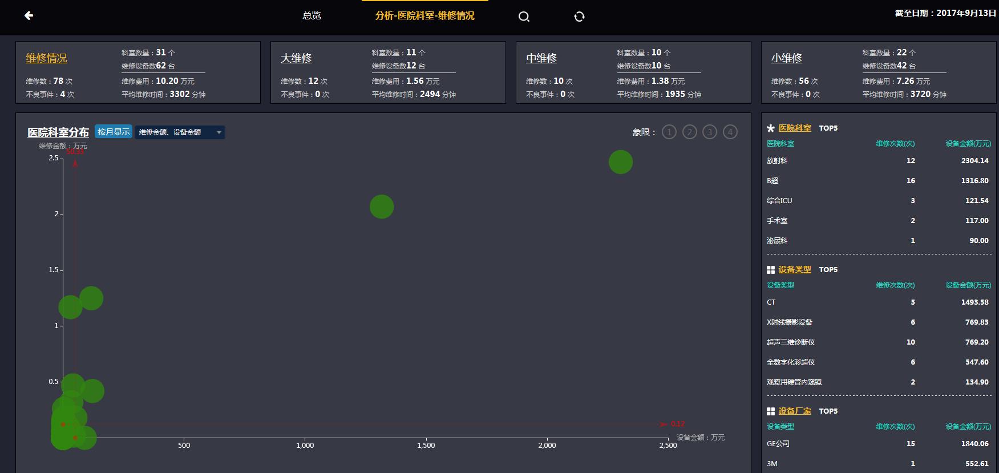 总览
分析-医院科室-维修情况
截至日期：2017年9月13日
维修情况
科室数量：31 个
维修设备数62 台
维修数：78 次
维修费用：10.20 万元
不良事件：4 次
平均维修时间：3302 分钟
大维修
科室数量：11 个
维修设备数12 台
维修数：12 次
维修费用：1.56 万元
不良事件：0 次
平均维修时间：2494 分钟
中维修
科室数量：10 个
维修设备数10 台
维修数：10 次
维修费用：1.38 万元
不良事件：0 次
平均维修时间：1935 分钟
小维修
科室数量：22 个
维修设备数42 台
维修数：56 次
维修费用：7.26 万元
不良事件：0 次
平均维修时间：3720 分钟
医院科室分布 按月显示 维修金额、设备金额
象限： 1 2 3 4
维修金额：万元
50.33
2.5
2
1.5
1
0.5
0.12
设备金额：万元
500 1,000 1,500 2,000 2,500
医院科室 TOP5
医院科室 维修次数(次) 设备金额(万元)
放射科 12 2304.14
B超 16 1316.80
综合ICU 3 121.54
手术室 2 117.00
泌尿科 1 90.00
设备类型 TOP5
设备类型 维修次数(次) 设备金额(万元)
CT 5 1493.58
X射线摄影设备 6 769.83
超声三维诊断仪 10 769.20
全数字化彩超仪 6 547.60
观察用硬管内窥镜 2 134.90
设备厂家 TOP5
设备类型 维修次数(次) 设备金额(万元)
GE公司 15 1840.06
3M 1 552.61